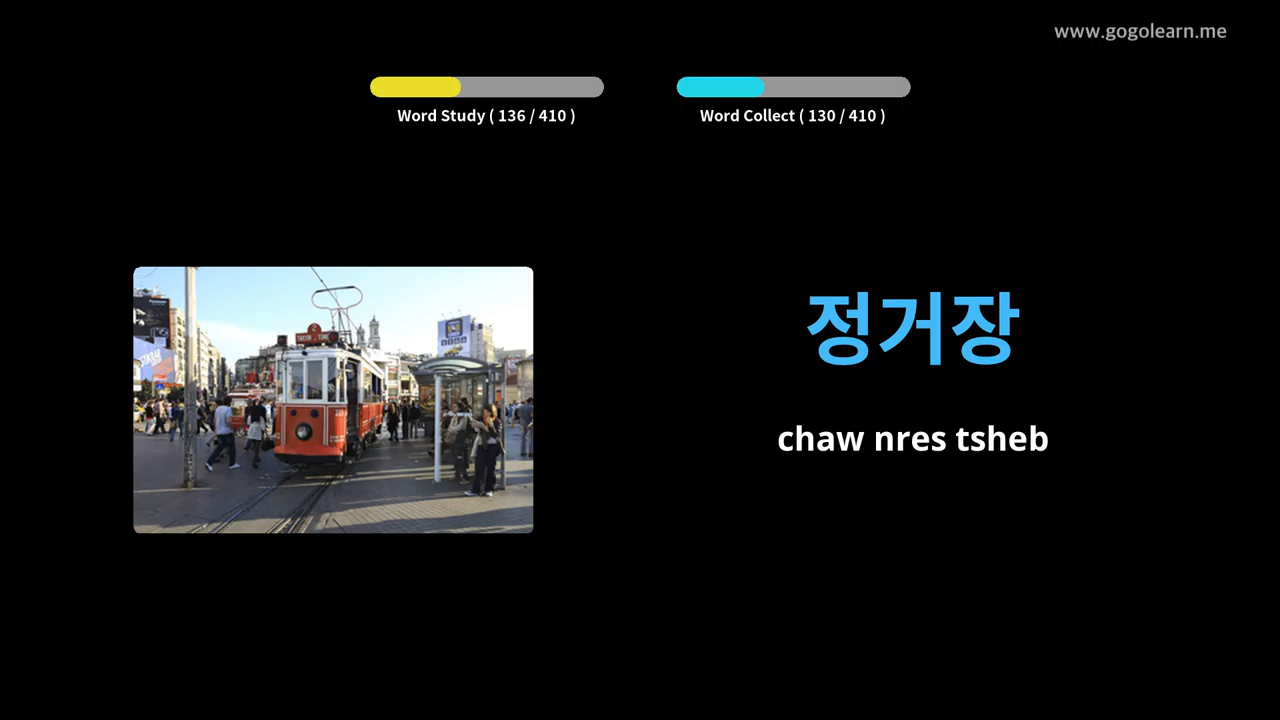 www.gogolearn.me
Word Study ( 136 / 410 )
Word Collect ( 130 / 410 )
정거장
chaw nres tsheb